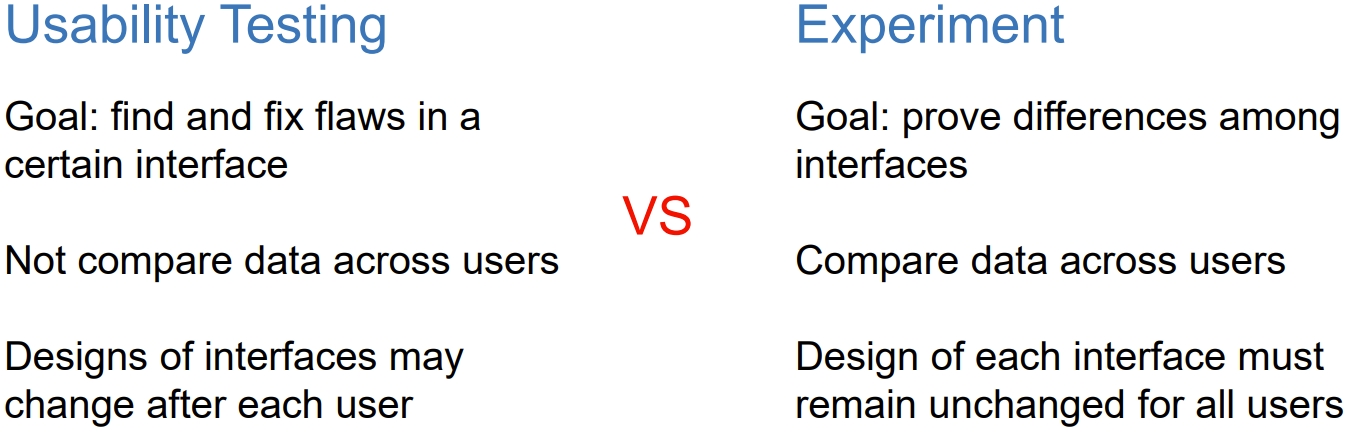 Usability Testing
Goal: find and fix flaws in a
certain interface
Not compare data across users
Designs of interfaces may
change after each user
VS
Experiment
Goal: prove differences among
interfaces
Compare data across users
Design of each interface must
remain unchanged for all users